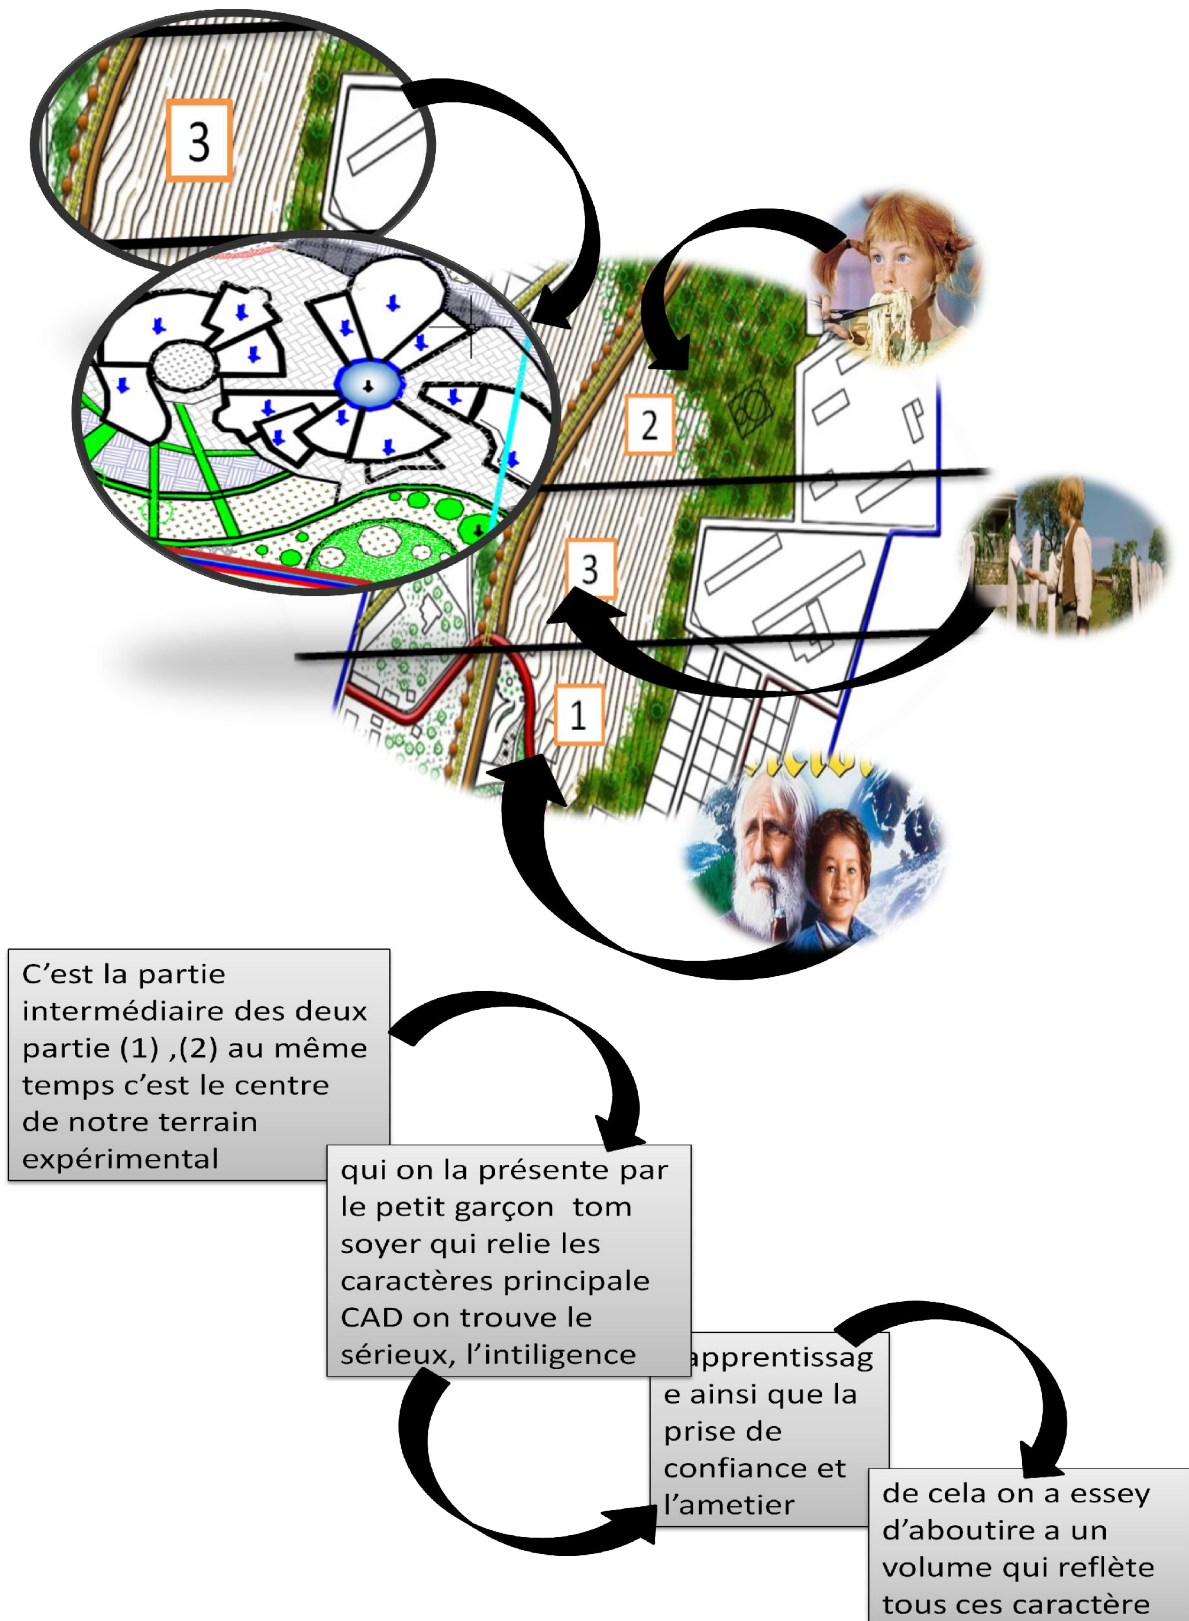 3
2
3
1
C'est la partie
intermédiaire des deux
partie (1) ,(2) au même
temps c'est le centre
de notre terrain
expérimental
qui on la présente par
le petit garçon tom
soyer qui relie les
caractères principale
CAD on trouve le
sérieux, l'intiligence
apprentissag
e ainsi que la
prise de
confiance et
l'ametier
de cela on a essey
d'aboutire a un
volume qui reflète
tous ces caractère